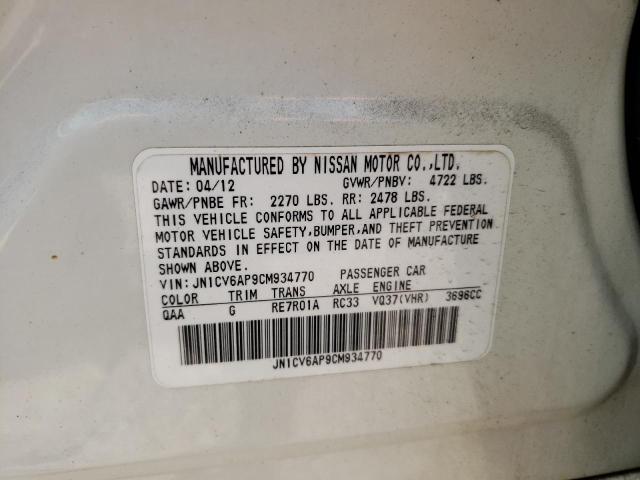 MANUFACTURED BY NISSAN MOTOR CO.,LTD.
DATE: 04/12 GVWR/PNBV: 4722 LBS.
GAWR/PNBE FR: 2270 LBS. RR: 2478 LBS.
THIS VEHICLE CONFORMS TO ALL APPLICABLE FEDERAL
MOTOR VEHICLE SAFETY,BUMPER,AND THEFT PREVENTION
STANDARDS IN EFFECT ON THE DATE OF MANUFACTURE
SHOWN ABOVE.
VIN: JN1CV6AP9CM934770 PASSENGER CAR
COLOR TRIM TRANS AXLE ENGINE
QAA G RE7R01A RC33 VQ37(VHR) 3696CC
JN1CV6AP9CM934770